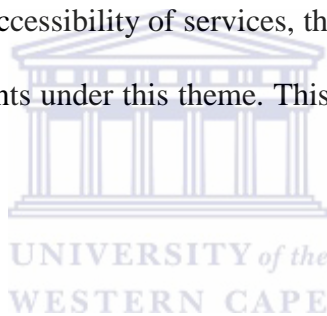 ccessibility of services, th
nts under this theme. This
UNIVERSITY of the
WESTERN CAPE